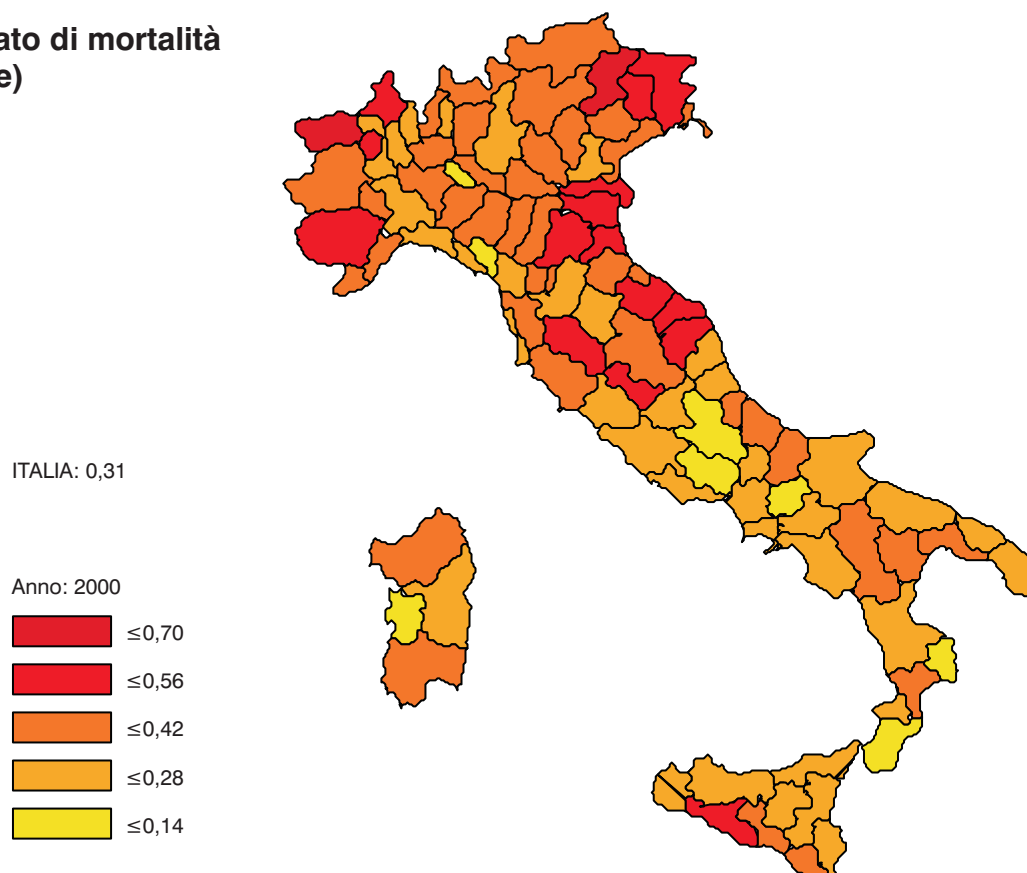 ato di mortalità
e)
ITALIA: 0,31
Anno: 2000
≤0,70
≤0,56
≤0,42
≤0,28
≤0,14